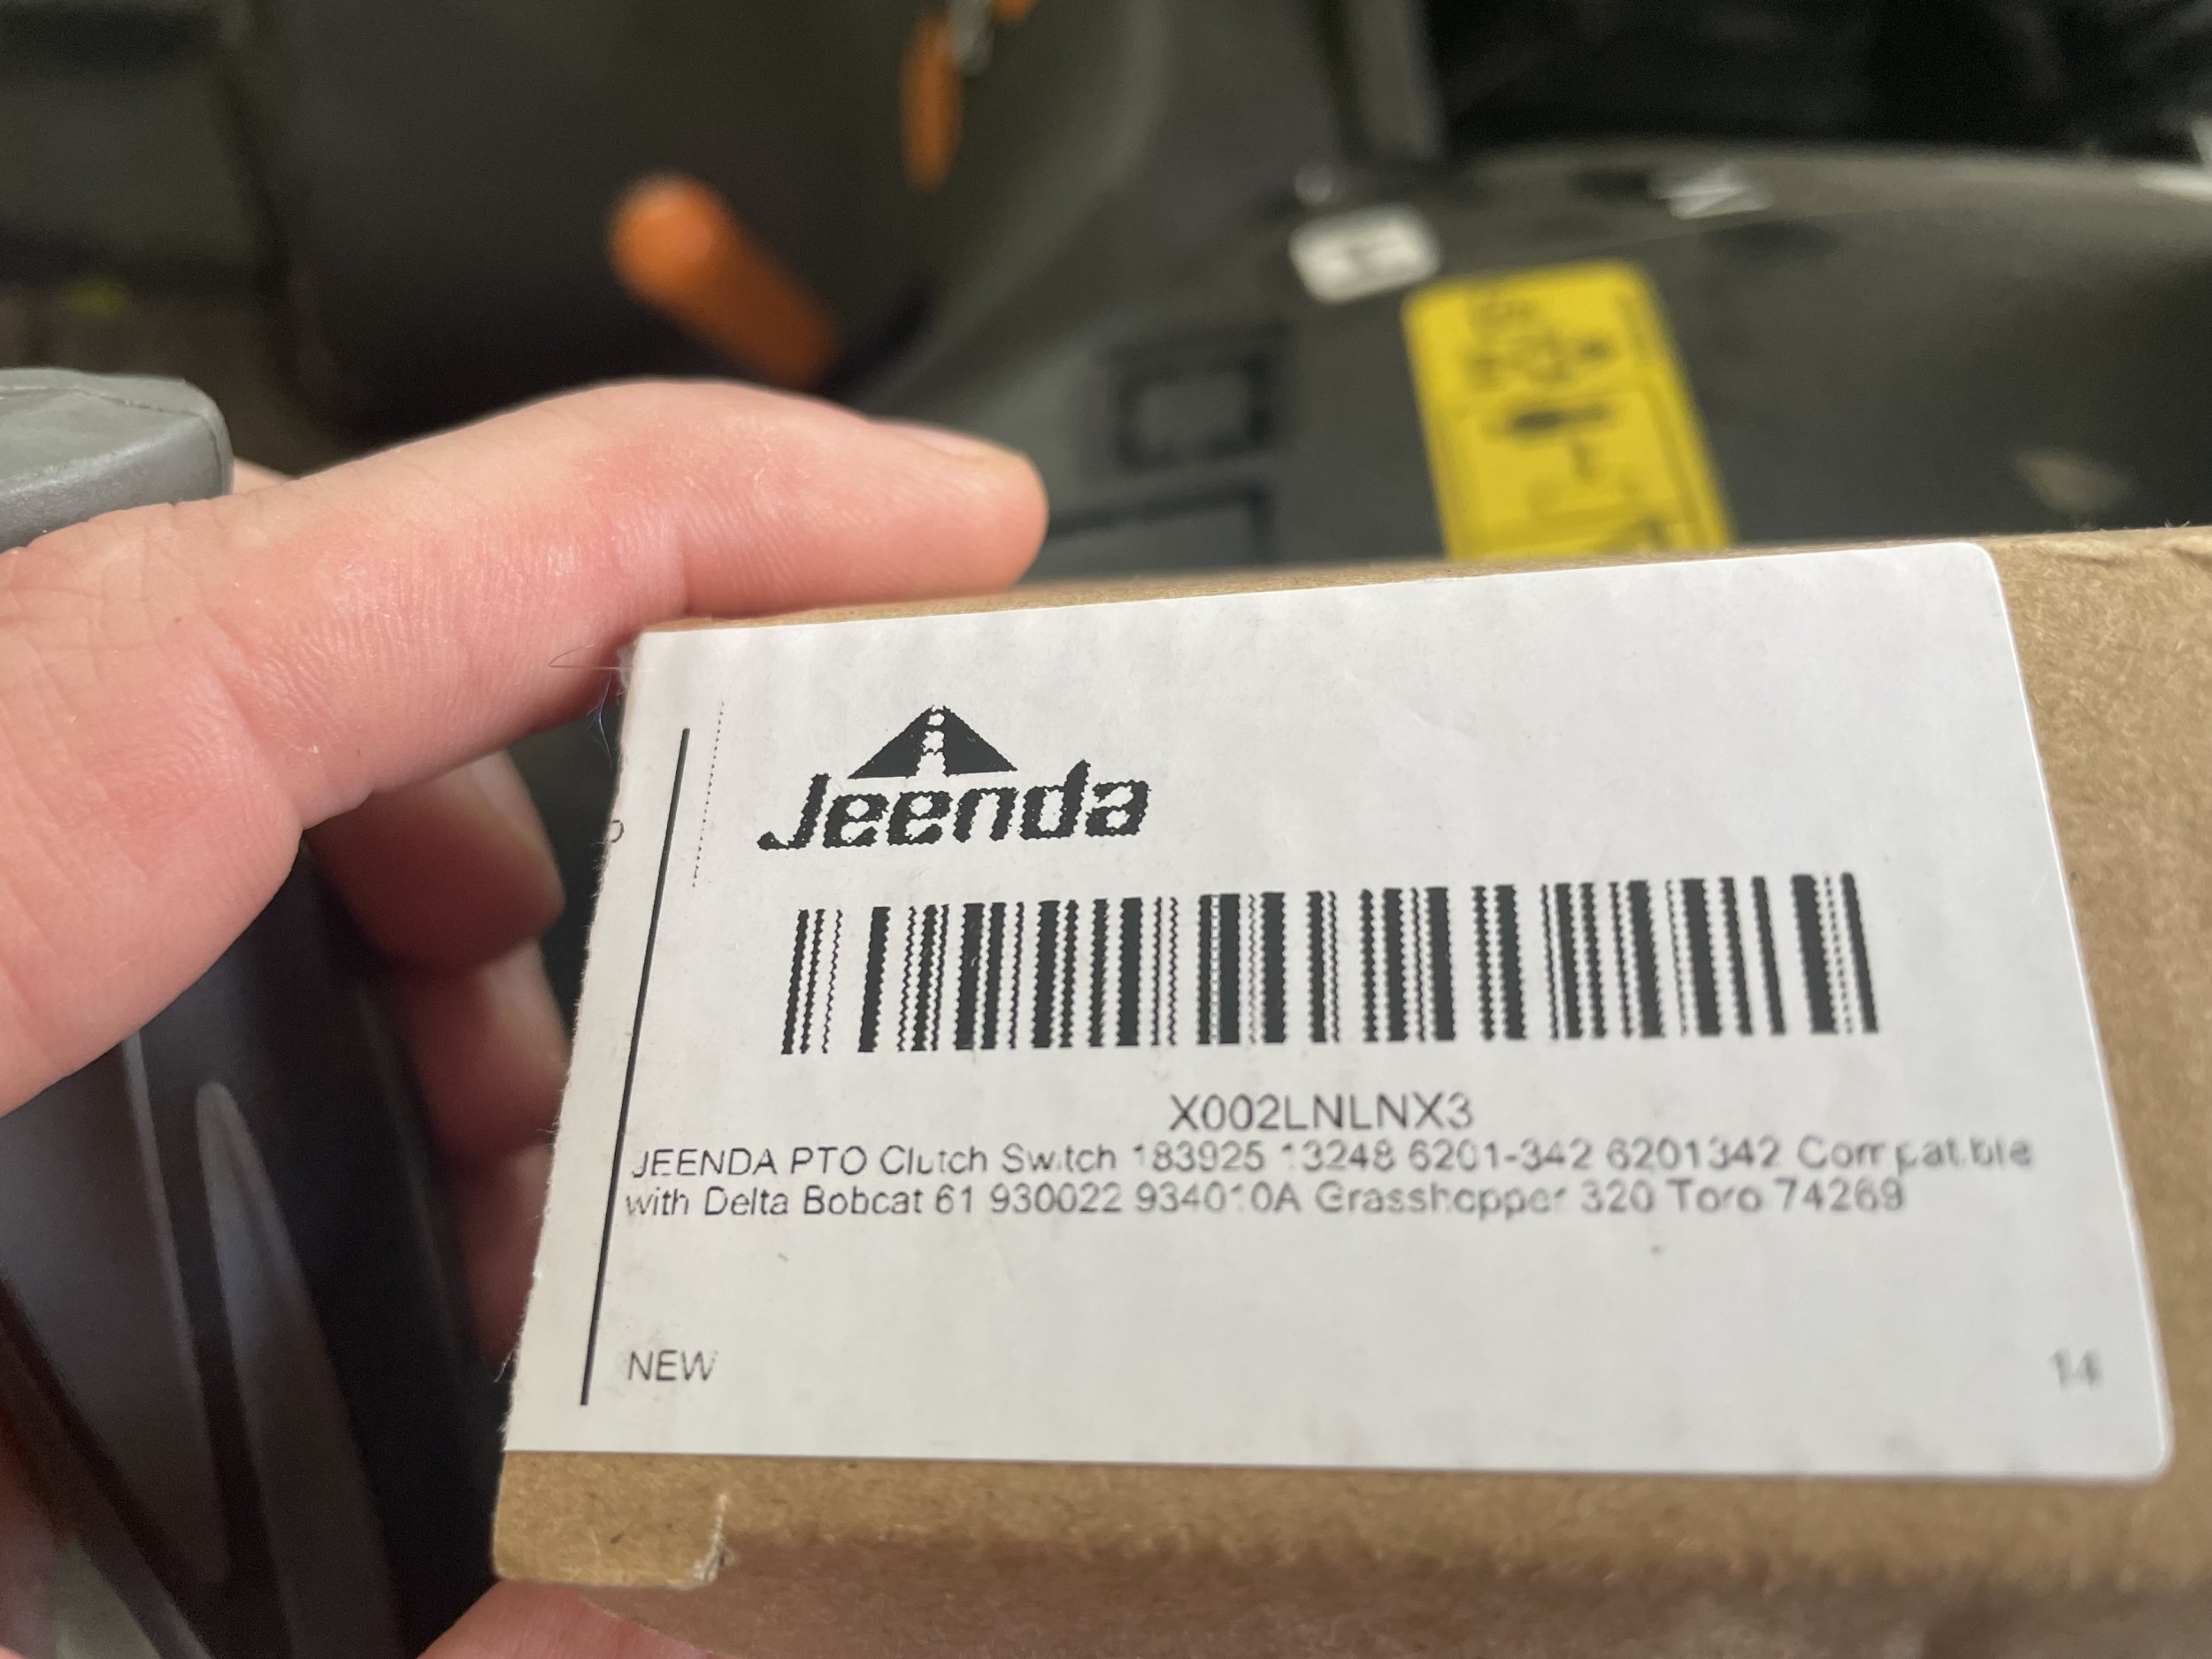 Jeenda
X002LNLNX3
JEENDA PTO Clutch Switch 183925 13248 6201-342 6201342 Compatible
with Delta Bobcat 61 930022 934010A Grasshopper 320 Toro 74269
NEW
14